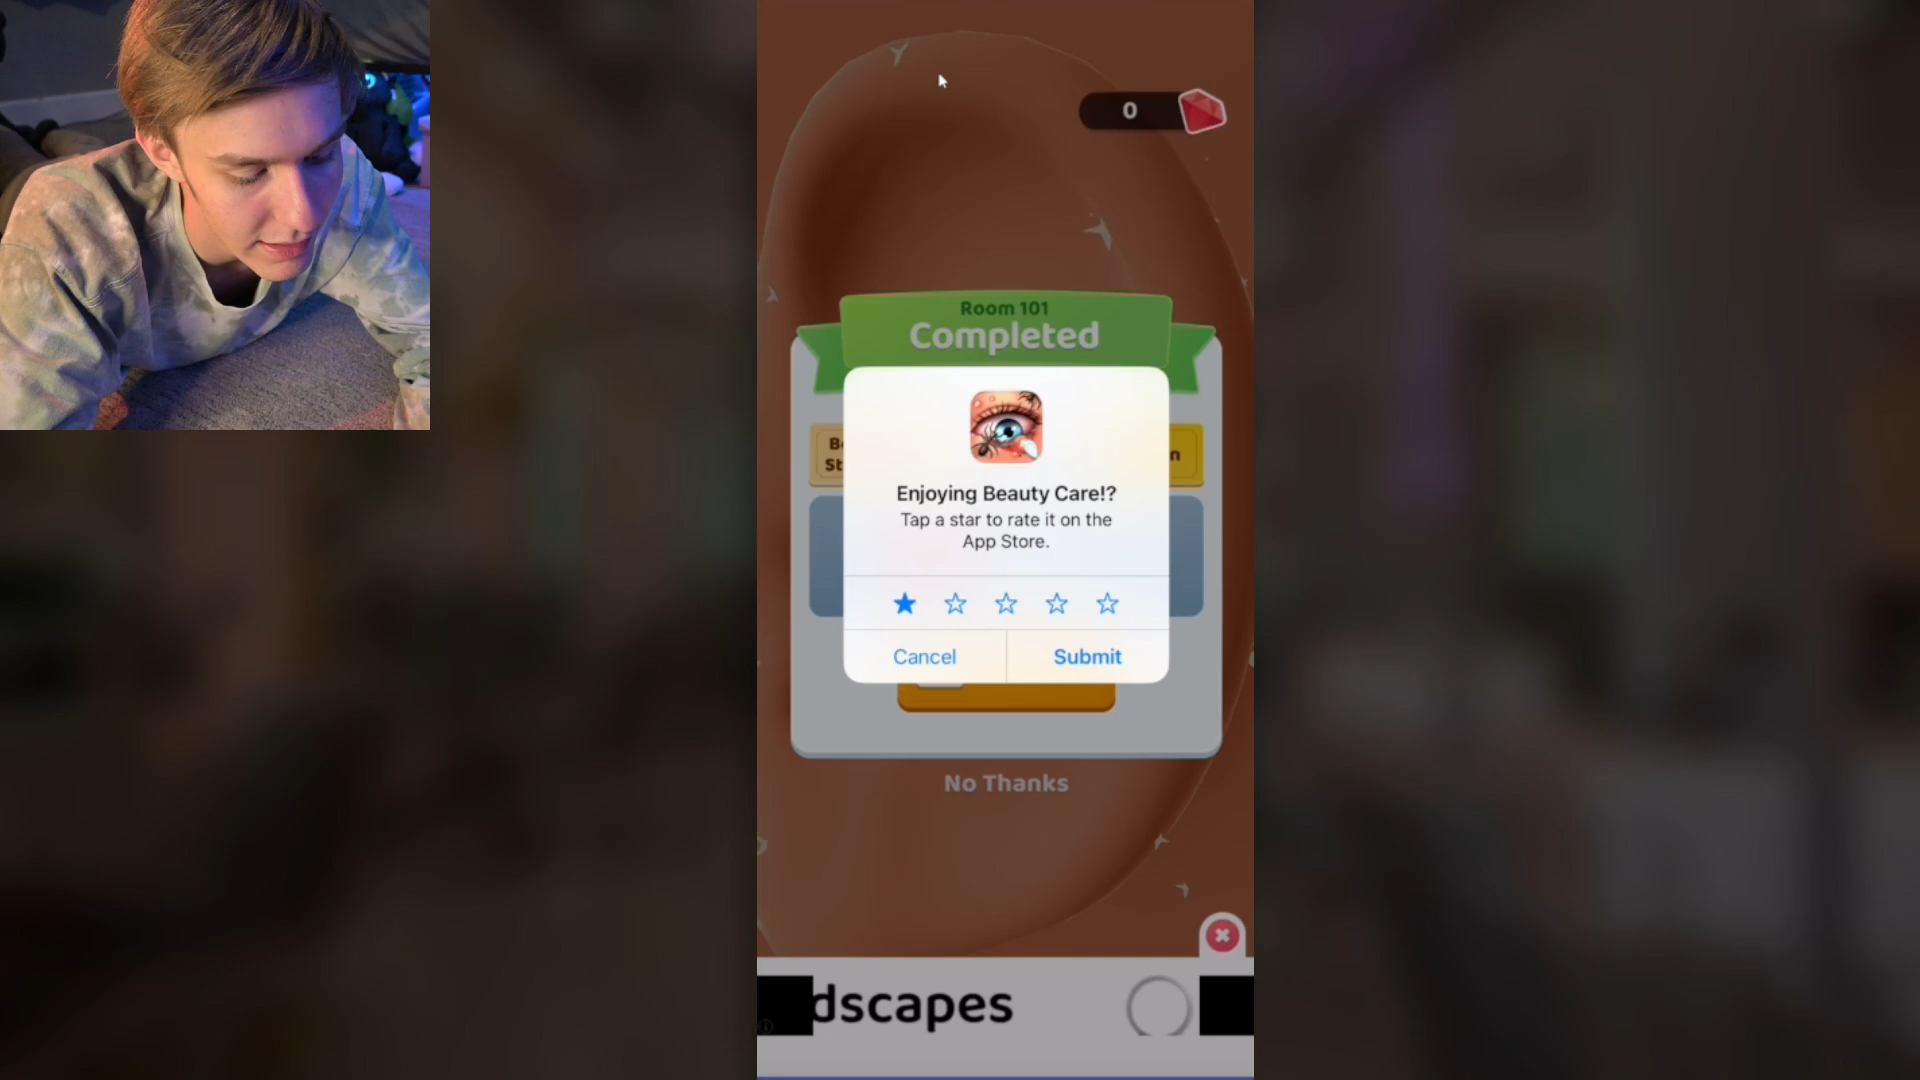 0
Room 101
Completed
Enjoying Beauty Care!?
Tap a star to rate it on the
App Store.
Cancel
Submit
No Thanks
dscapes